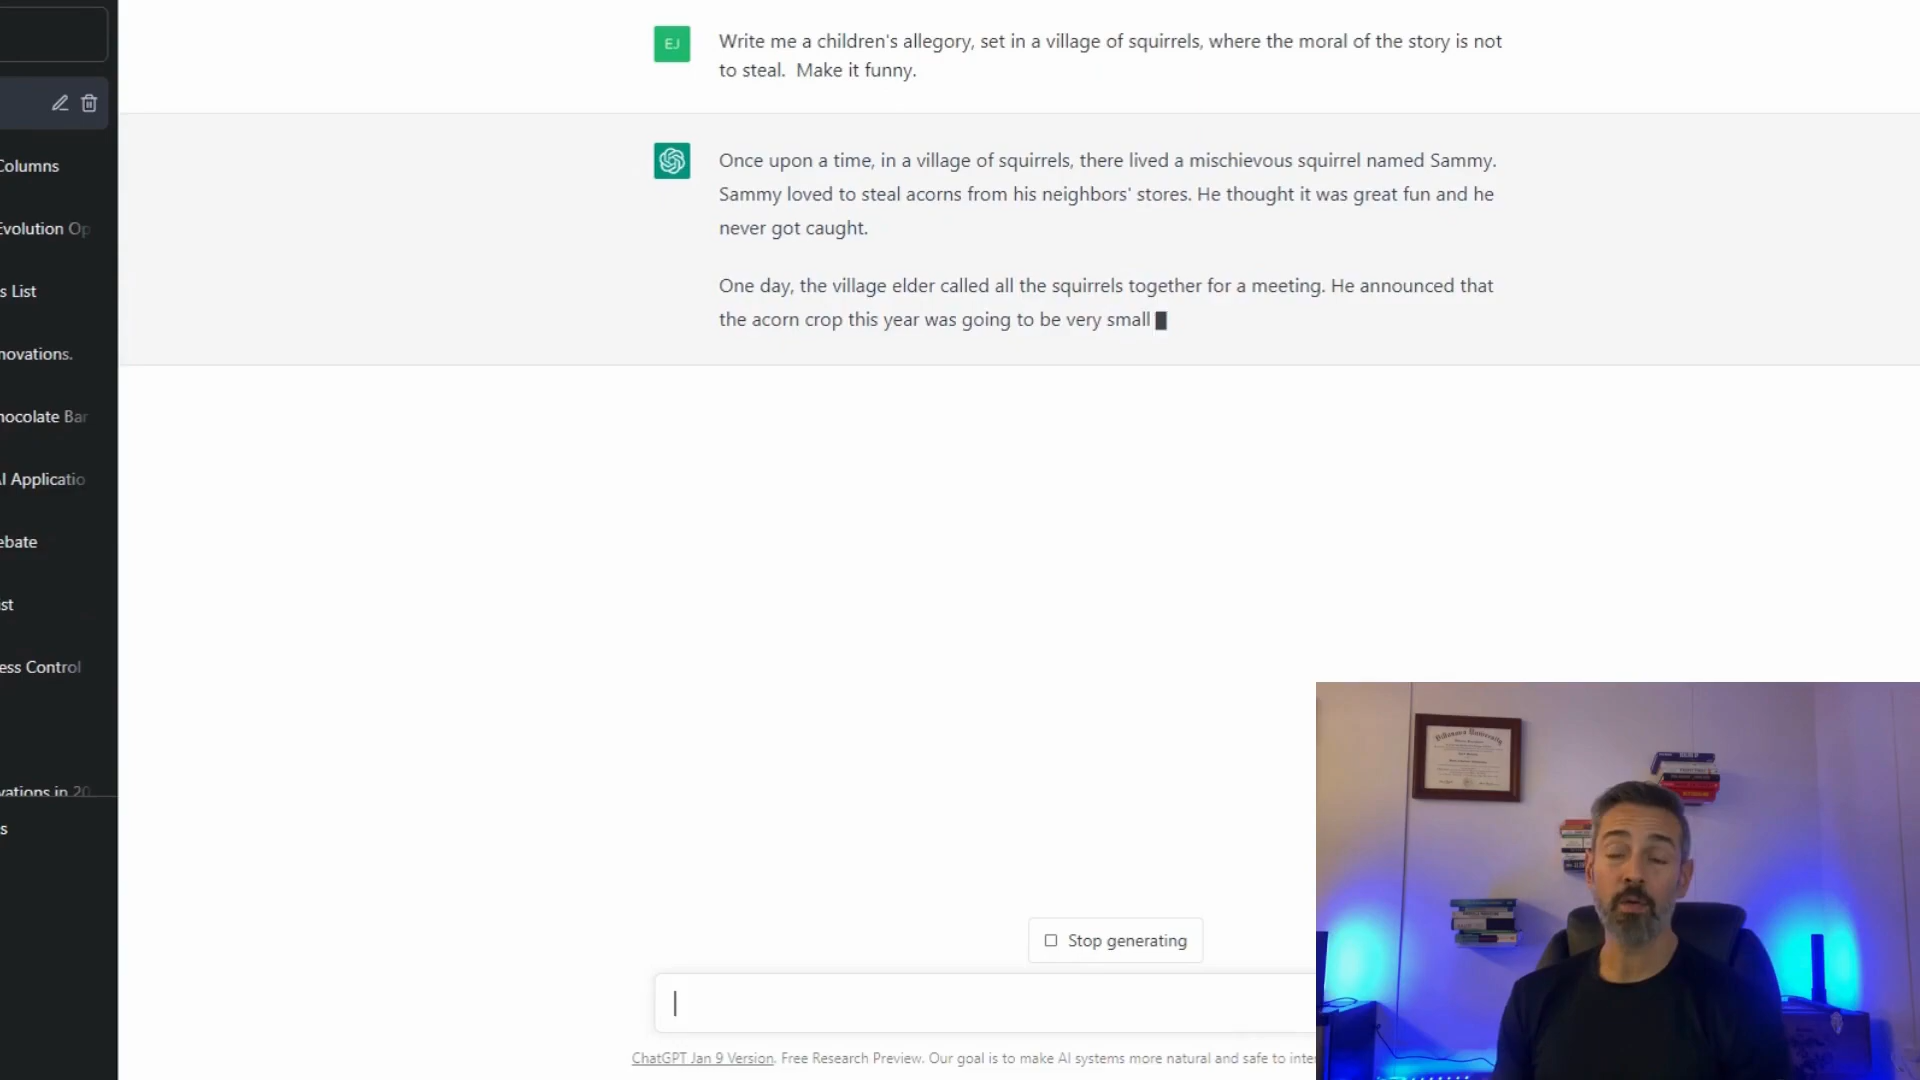 EJ
Write me a children's allegory, set in a village of squirrels, where the moral of the story is not
to steal.  Make it funny.
Columns
Once upon a time, in a village of squirrels, there lived a mischievous squirrel named Sammy.
Sammy loved to steal acorns from his neighbors' stores. He thought it was great fun and he
never got caught.
Evolution Op
s List
One day, the village elder called all the squirrels together for a meeting. He announced that
the acorn crop this year was going to be very small
novations.
hocolate Bar
I Applicatio
ebate
ist
ess Control
Villanova University
vations in 20
s
Stop generating
ChatGPT Jan 9 Version. Free Research Preview. Our goal is to make AI systems more natural and safe to inte